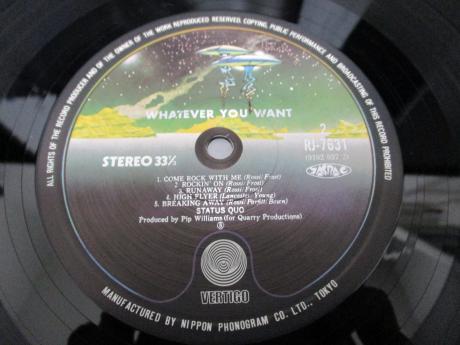 ALL RIGHTS OF THE RECORD PRODUCER AND OF THE OWNER OF THE WORK REPRODUCED RESERVED. COPYING, PUBLIC PERFORMANCE AND BROADCASTING OF THIS RECORD PROHIBITED
WHATEVER YOU WANT
2
RJ-7631
STEREO 33⅓
1. COME ROCK WITH ME (Rossi/Frost)
2. ROCKIN' ON (Rossi/Frost)
3. RUNAWAY (Rossi/Frost)
4. HIGH FLYER (Lancaster/Young)
5. BREAKING AWAY (Rossi/Parfitt/Bown)
STATUS QUO
Produced by Pip Williams (for Quarry Productions)
VERTIGO
MANUFACTURED BY NIPPON PHONOGRAM CO. LTD., TOKYO